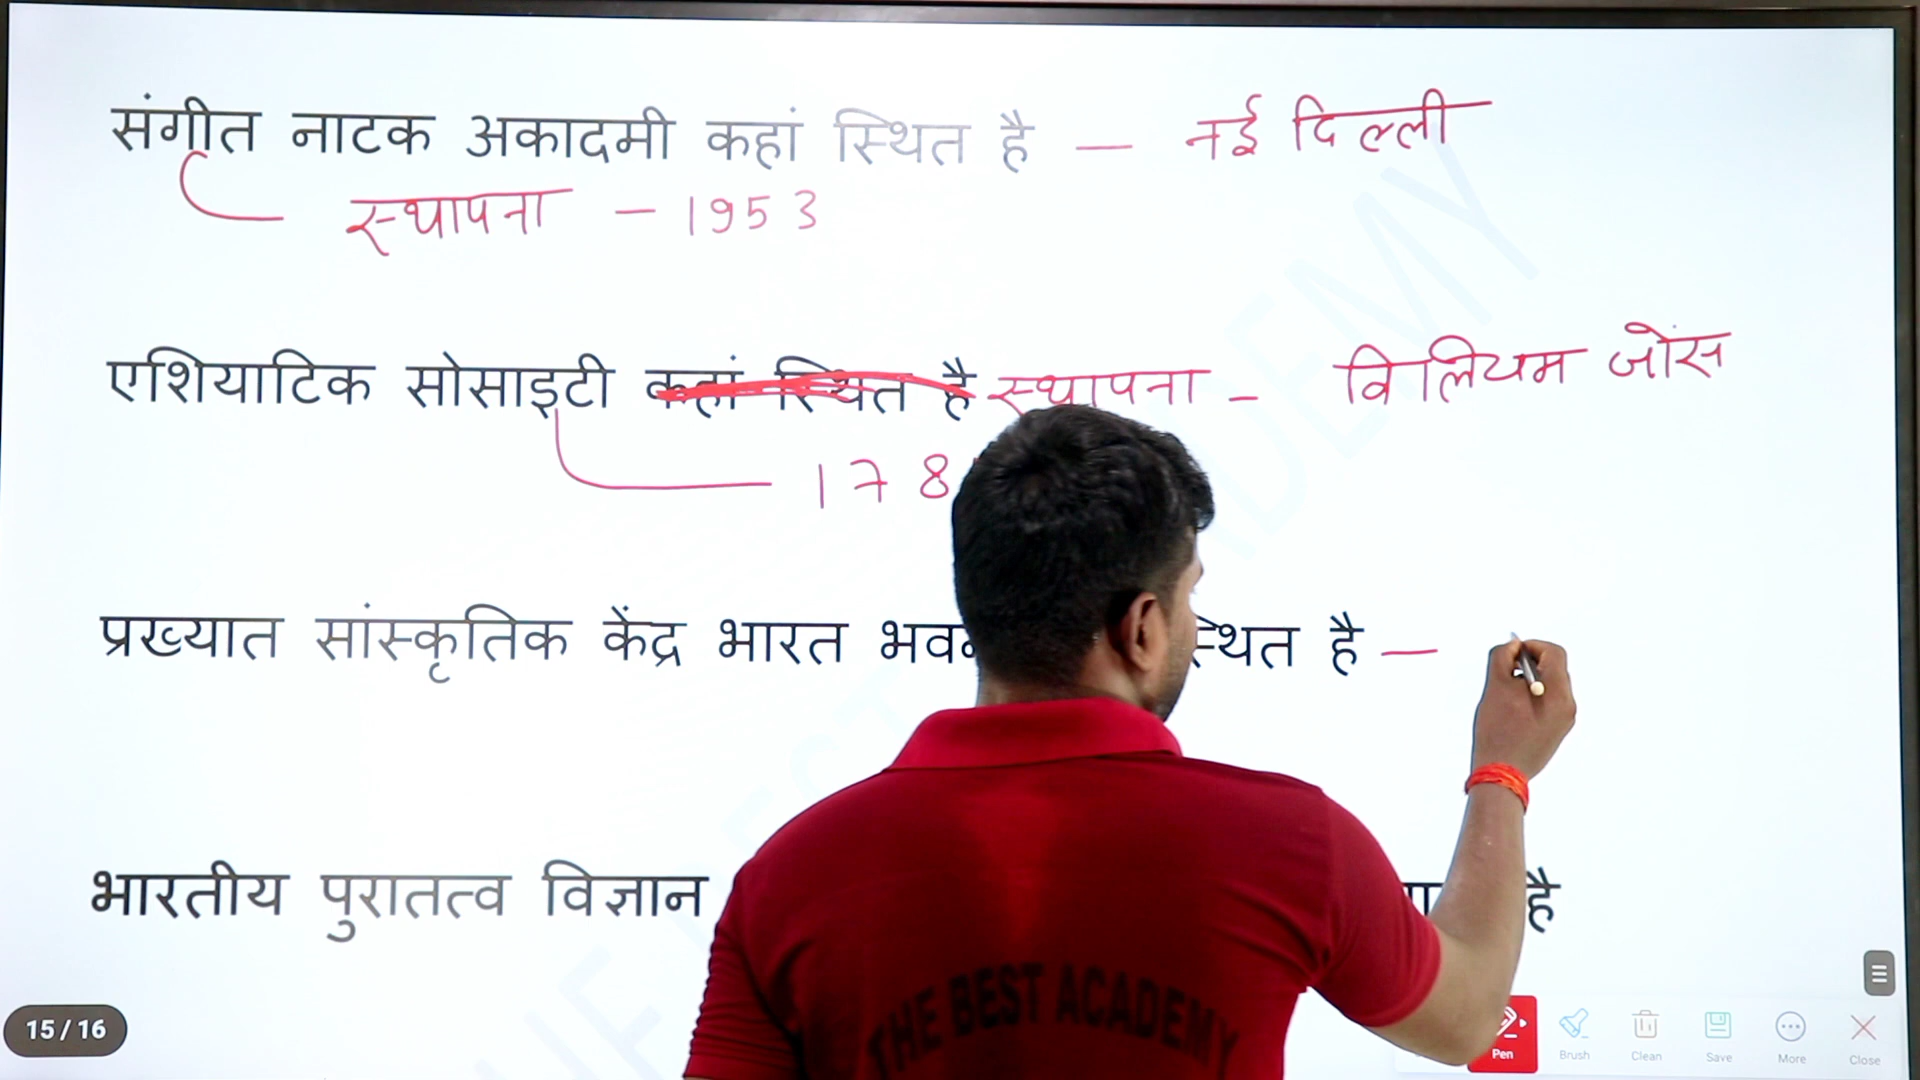 संगीत नाटक अकादमी कहां स्थित है — नई दिल्ली
स्थापना — 1953
एशियाटिक सोसाइटी कहां स्थित है स्थापना - विलियम जोंस
178
प्रख्यात सांस्कृतिक केंद्र भारत स्थित है —
भारतीय पुरातत्व विज्ञान है
THE BEST ACADEMY
15 / 16
Pen Brush Clean Save More Close